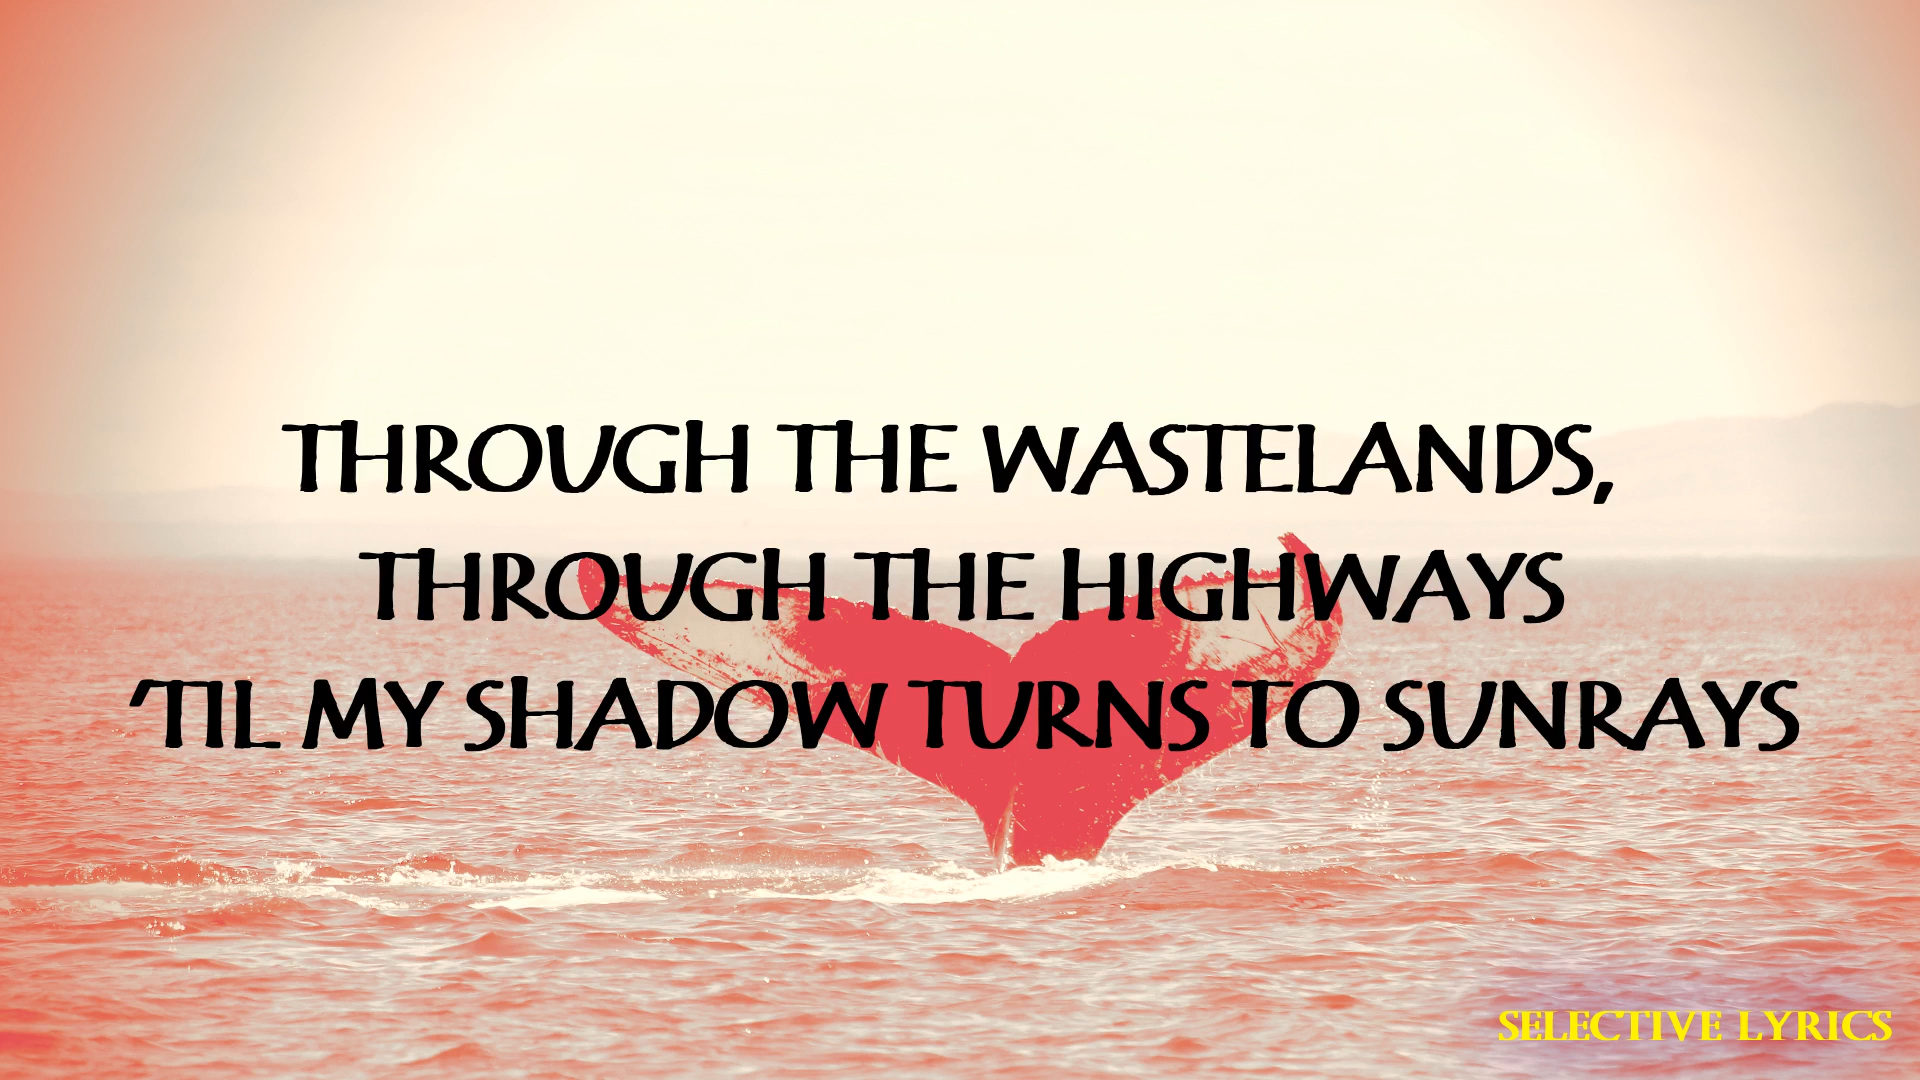 THROUGH THE WASTELANDS,
THROUGH THE HIGHWAYS
'TIL MY SHADOW TURNS TO SUNRAYS
SELECTIVE LYRICS